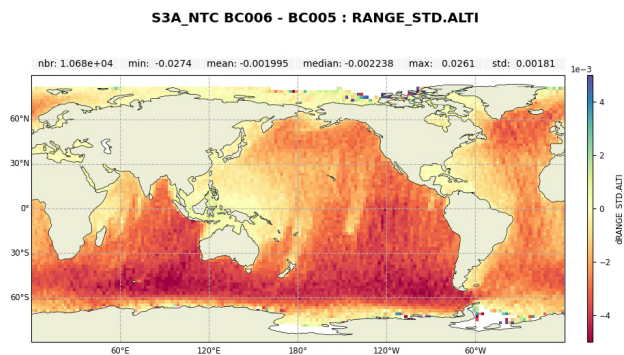 S3A_NTC BC006 - BC005 : RANGE_STD.ALTI
nbr: 1.068e+04 min: -0.0274 mean: -0.001995 median: -0.002238 max: 0.0261 std: 0.00181
1e−3
4
2
0
−2
−4
dRANGE_STD.ALTI
60°N
30°N
0°
30°S
60°S
60°E 120°E 180° 120°W 60°W